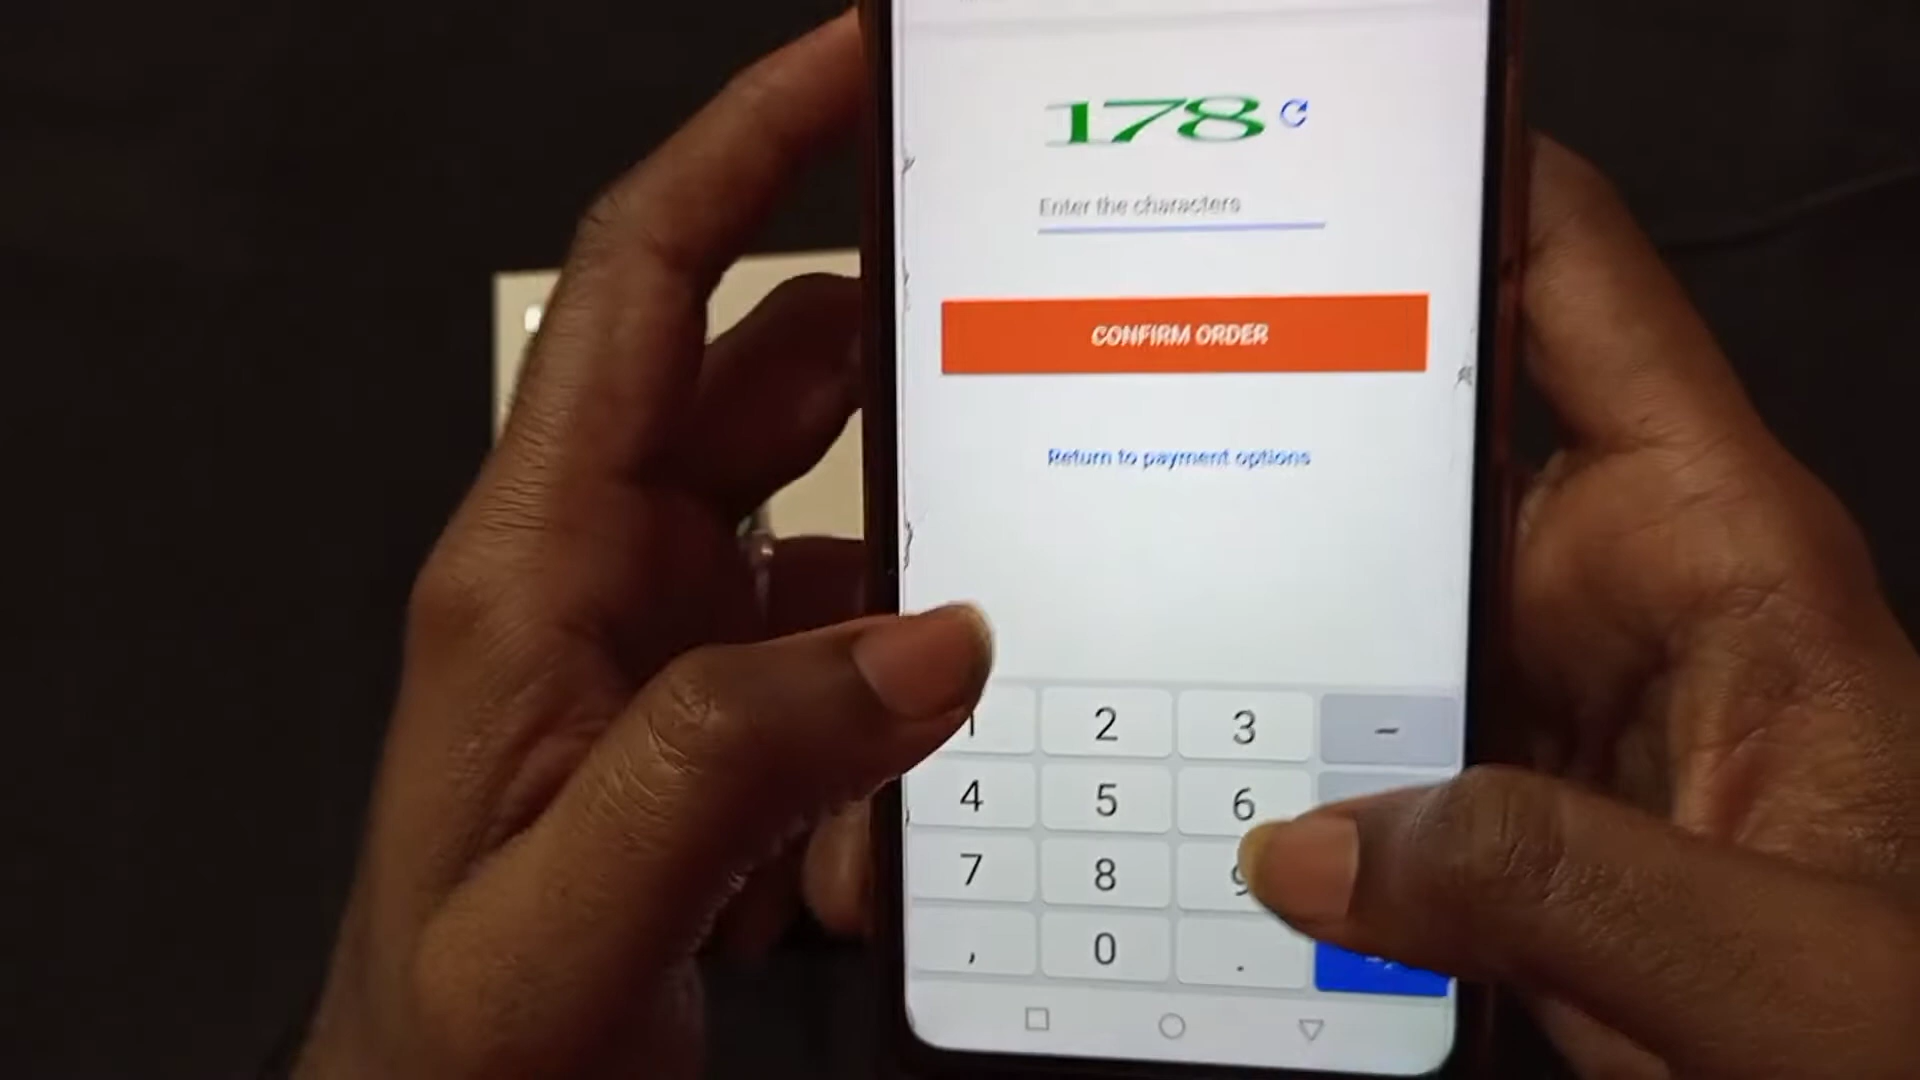 178
Enter the characters
CONFIRM ORDER
Return to payment options
1 2 3 –
4 5 6
7 8 9
, 0 .